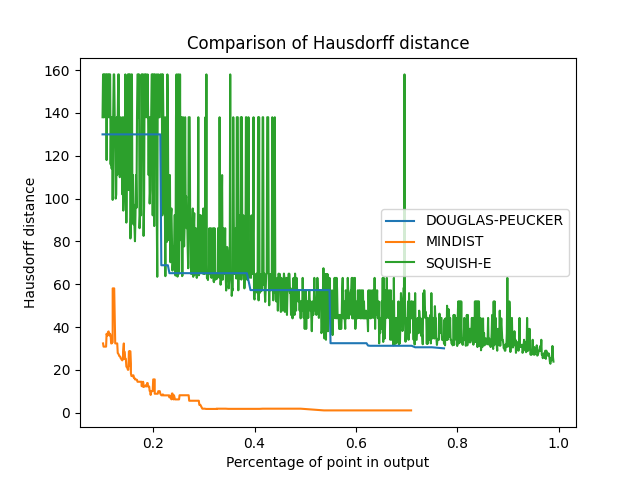 Comparison of Hausdorff distance
160
140
120
100
80
60
40
20
0
Hausdorff distance
DOUGLAS-PEUCKER
MINDIST
SQUISH-E
0.2
0.4
0.6
0.8
1.0
Percentage of point in output